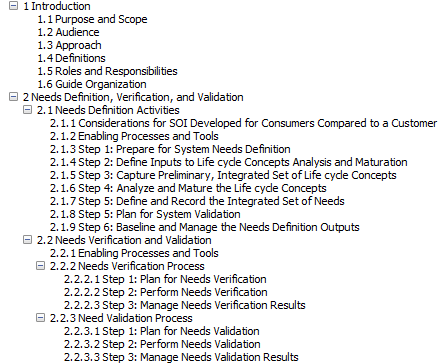 1 Introduction
1.1 Purpose and Scope
1.2 Audience
1.3 Approach
1.4 Definitions
1.5 Roles and Responsibilities
1.6 Guide Organization
2 Needs Definition, Verification, and Validation
2.1 Needs Definition Activities
2.1.1 Considerations for SOI Developed for Consumers Compared to a Customer
2.1.2 Enabling Processes and Tools
2.1.3 Step 1: Prepare for System Needs Definition
2.1.4 Step 2: Define Inputs to Life cycle Concepts Analysis and Maturation
2.1.5 Step 3: Capture Preliminary, Integrated Set of Life cycle Concepts
2.1.6 Step 4: Analyze and Mature the Life cycle Concepts
2.1.7 Step 5: Define and Record the Integrated Set of Needs
2.1.8 Step 5: Plan for System Validation
2.1.9 Step 6: Baseline and Manage the Needs Definition Outputs
2.2 Needs Verification and Validation
2.2.1 Enabling Processes and Tools
2.2.2 Needs Verification Process
2.2.2.1 Step 1: Plan for Needs Verification
2.2.2.2 Step 2: Perform Needs Verification
2.2.2.3 Step 3: Manage Needs Verification Results
2.2.3 Need Validation Process
2.2.3.1 Step 1: Plan for Needs Validation
2.2.3.2 Step 2: Perform Needs Validation
2.2.3.3 Step 3: Manage Needs Validation Results